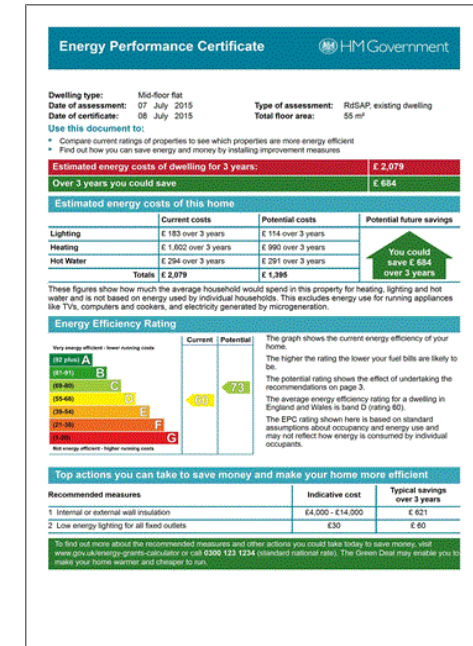 Energy Performance Certificate
HM Government
Dwelling type: Mid-floor flat
Date of assessment: 07 July 2015
Type of assessment: RdSAP, existing dwelling
Date of certificate: 08 July 2015
Total floor area: 55 m²
Use this document to:
• Compare current ratings of properties to see which properties are more energy efficient
• Find out how you can save energy and money by installing improvement measures
Estimated energy costs of dwelling for 3 years: £ 2,079
Over 3 years you could save £ 684
Estimated energy costs of this home
Current costs Potential costs Potential future savings
Lighting £ 183 over 3 years £ 114 over 3 years
Heating £ 1,602 over 3 years £ 990 over 3 years
Hot Water £ 294 over 3 years £ 291 over 3 years
Totals £ 2,079 £ 1,395
You could
save £ 684
over 3 years
These figures show how much the average household would spend in this property for heating, lighting and hot
water and is not based on energy used by individual households. This excludes energy use for running appliances
like TVs, computers and cookers, and electricity generated by microgeneration.
Energy Efficiency Rating
Current Potential
Very energy efficient - lower running costs
(92 plus) A
(81-91) B
(69-80) C
(55-68) D
(39-54) E
(21-38) F
(1-20) G
Not energy efficient - higher running costs
60
73
The graph shows the current energy efficiency of your
home.
The higher the rating the lower your fuel bills are likely to
be.
The potential rating shows the effect of undertaking the
recommendations on page 3.
The average energy efficiency rating for a dwelling in
England and Wales is band D (rating 60).
The EPC rating shown here is based on standard
assumptions about occupancy and energy use and
may not reflect how energy is consumed by individual
occupants.
Top actions you can take to save money and make your home more efficient
Recommended measures Indicative cost Typical savings
over 3 years
1 Internal or external wall insulation £4,000 - £14,000 £ 621
2 Low energy lighting for all fixed outlets £30 £ 60
To find out more about the recommended measures and other actions you could take today to save money, visit
www.gov.uk/energy-grants-calculator or call 0300 123 1234 (standard national rate). The Green Deal may enable you to
make your home warmer and cheaper to run.